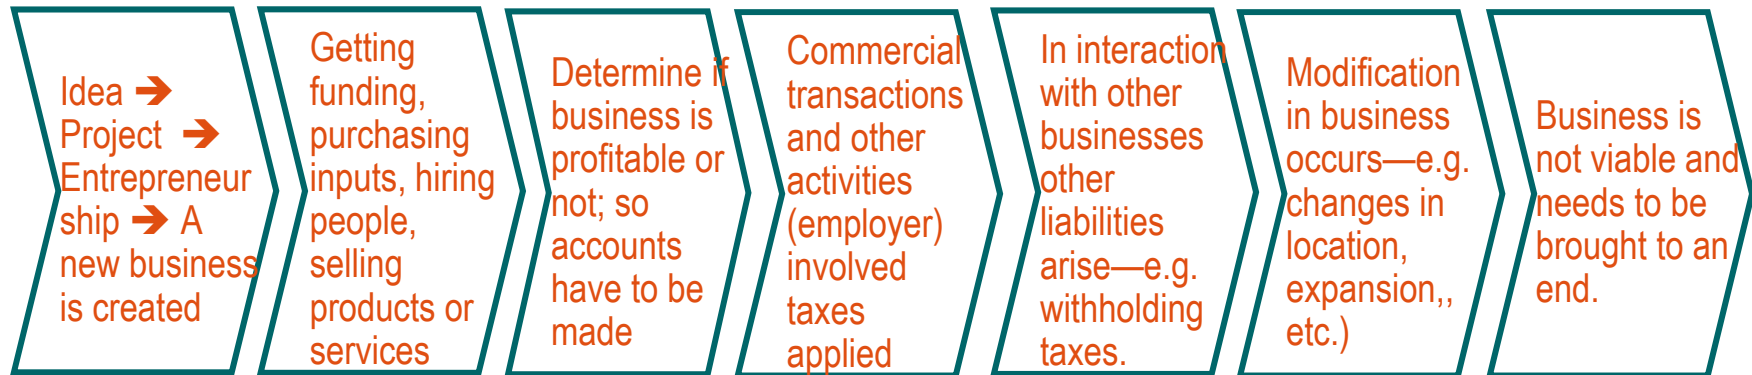 Idea ➔
Project ➔
Entrepreneur
ship ➔ A
new business
is created
Getting
funding,
purchasing
inputs, hiring
people,
selling
products or
services
Determine if
business is
profitable or
not; so
accounts
have to be
made
Commercial
transactions
and other
activities
(employer)
involved
taxes
applied
In interaction
with other
businesses
other
liabilities
arise—e.g.
withholding
taxes.
Modification
in business
occurs—e.g.
changes in
location,
expansion,,
etc.)
Business is
not viable and
needs to be
brought to an
end.